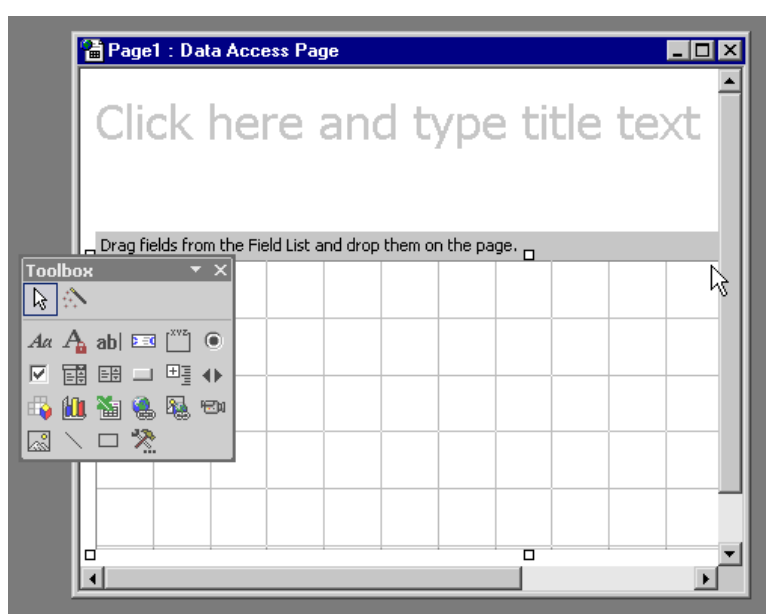 Page1 : Data Access Page
Click here and type title text
Drag fields from the Field List and drop them on the page.
Toolbox
Aa A ab| XYZ